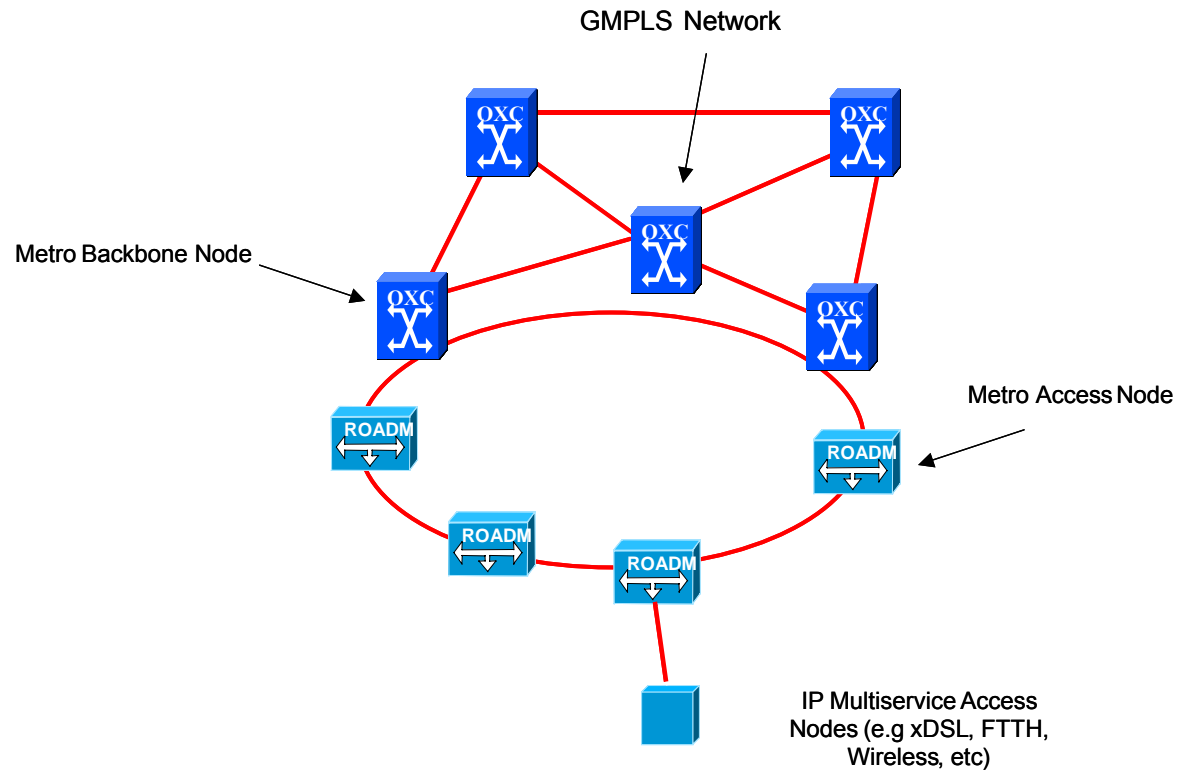 GMPLS Network
OXC
OXC
OXC
Metro Backbone Node
OXC
OXC
Metro Access Node
ROADM
ROADM
ROADM
ROADM
IP Multiservice Access
Nodes (e.g xDSL, FTTH,
Wireless, etc)